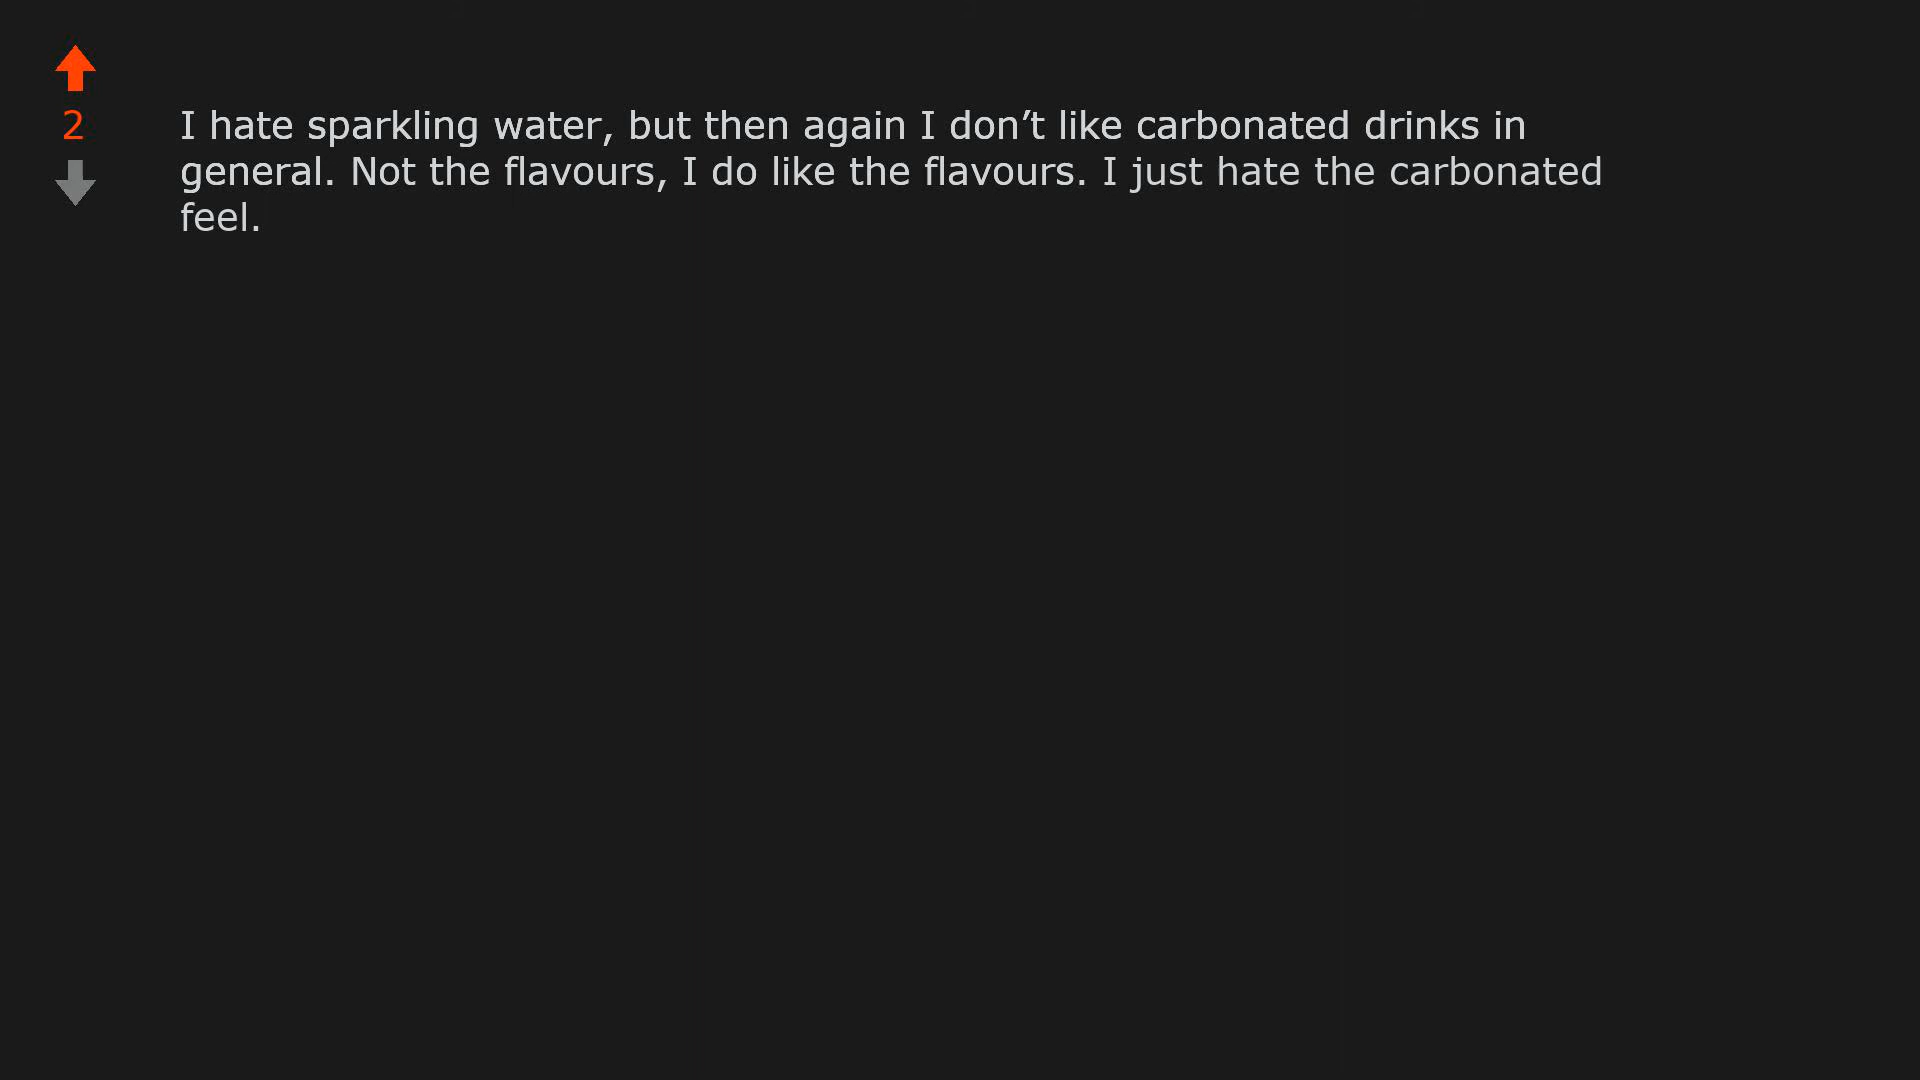 2
I hate sparkling water, but then again I don’t like carbonated drinks in
general. Not the flavours, I do like the flavours. I just hate the carbonated
feel.